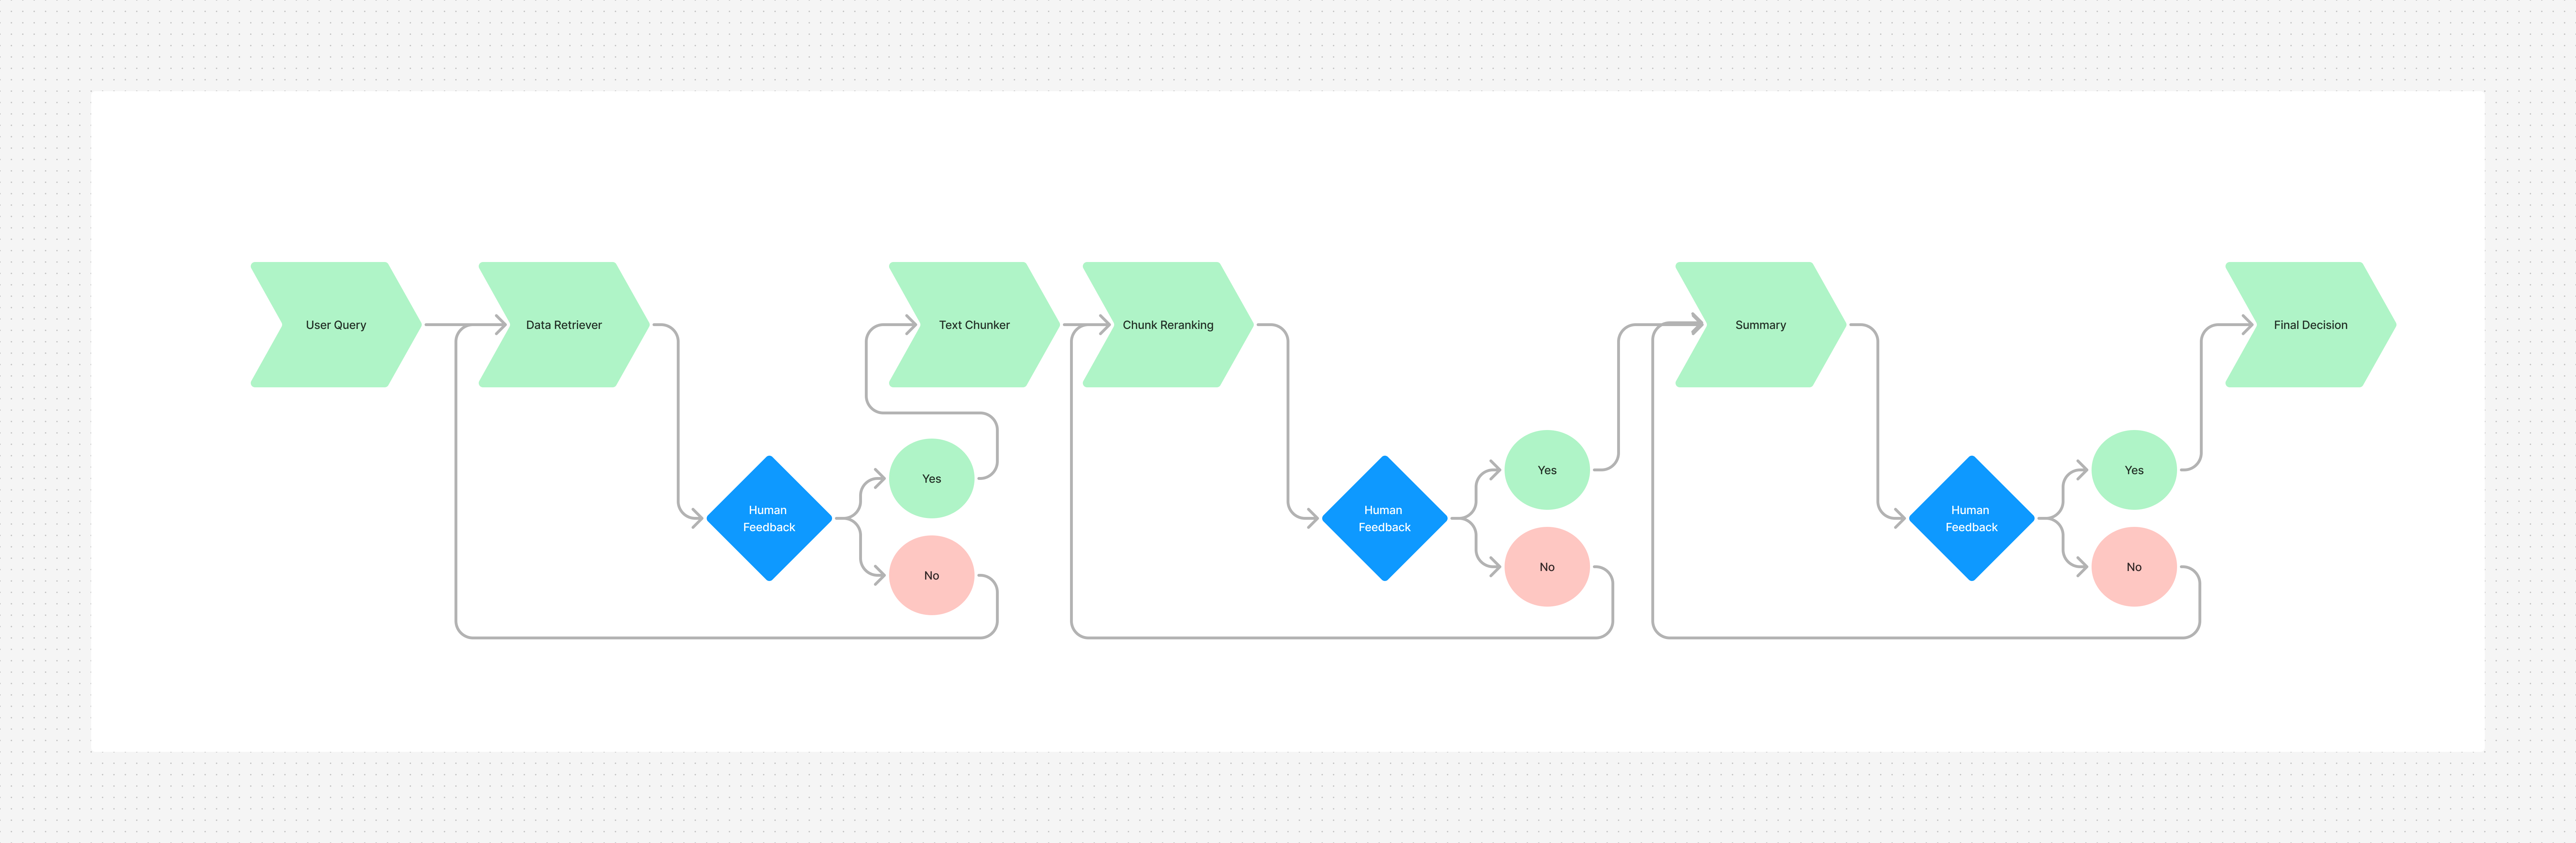 User Query
Data Retriever
Text Chunker
Chunk Reranking
Summary
Final Decision
Human
Feedback
Yes
No
Human
Feedback
Yes
No
Human
Feedback
Yes
No